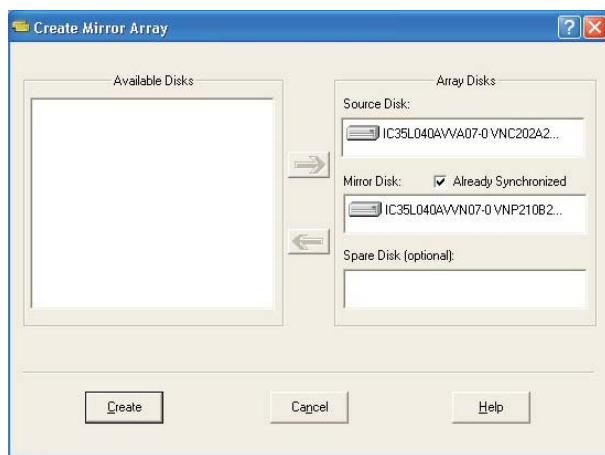 Create Mirror Array
Available Disks
Array Disks
Source Disk:
IC35L040AVVA07-0 VNC202A2...
Mirror Disk:
Already Synchronized
IC35L040AVVN07-0 VNP210B2...
Spare Disk (optional):
Create
Cancel
Help